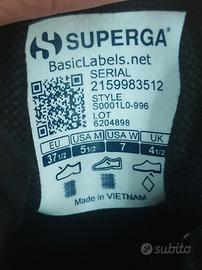 SUPERGA®
BasicLabels.net
SERIAL
2159983512
STYLE
S0001L0-996
LOT
6204898
EU USA M USA W UK
37 1/2 5 1/2 7 4 1/2
Made in VIETNAM
subito